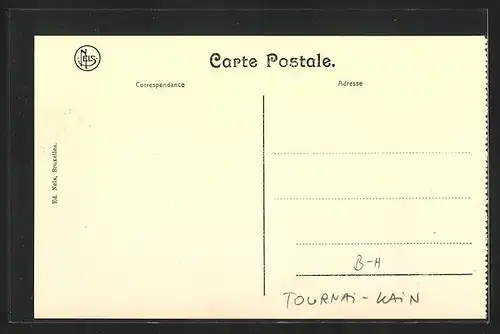 NELS
Carte Postale.
Correspondance
Adresse
Ed. Nels, Bruxelles.
B-H
TOURNAI - KAIN